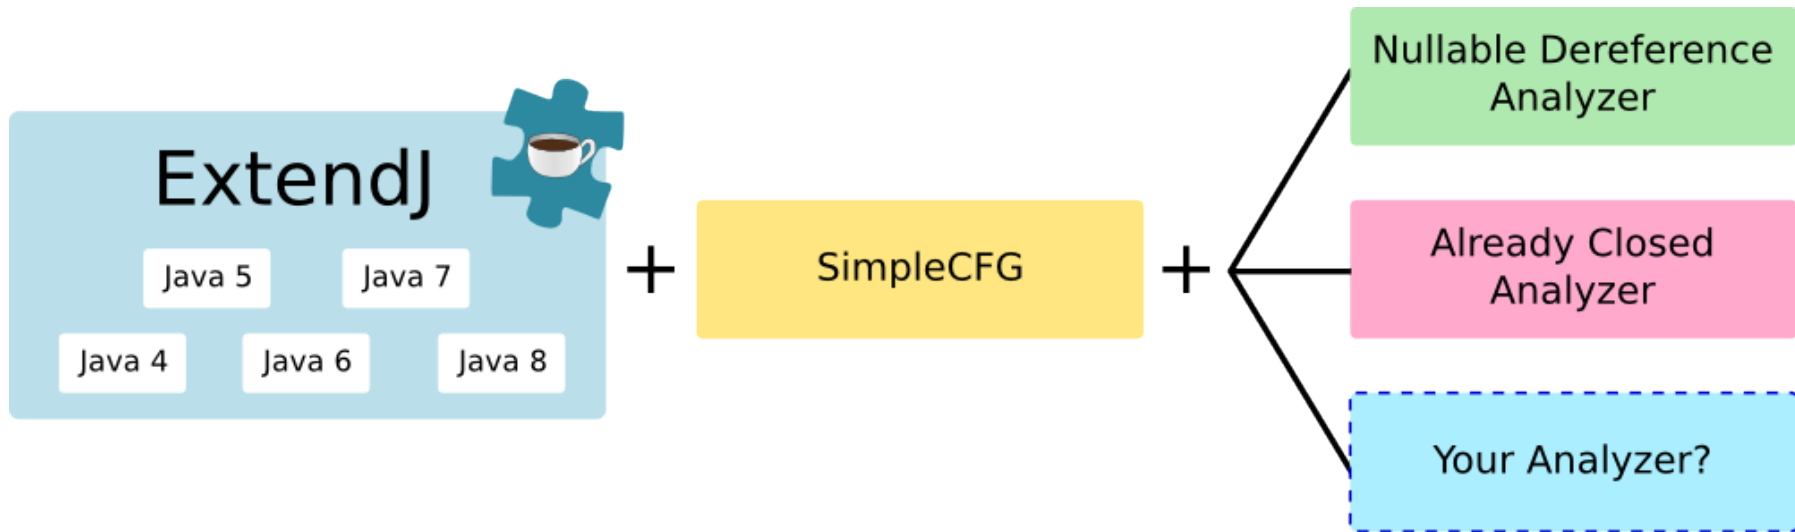 ExtendJ
Java 5
Java 7
Java 4
Java 6
Java 8
+
SimpleCFG
+
Nullable Dereference
Analyzer
Already Closed
Analyzer
Your Analyzer?